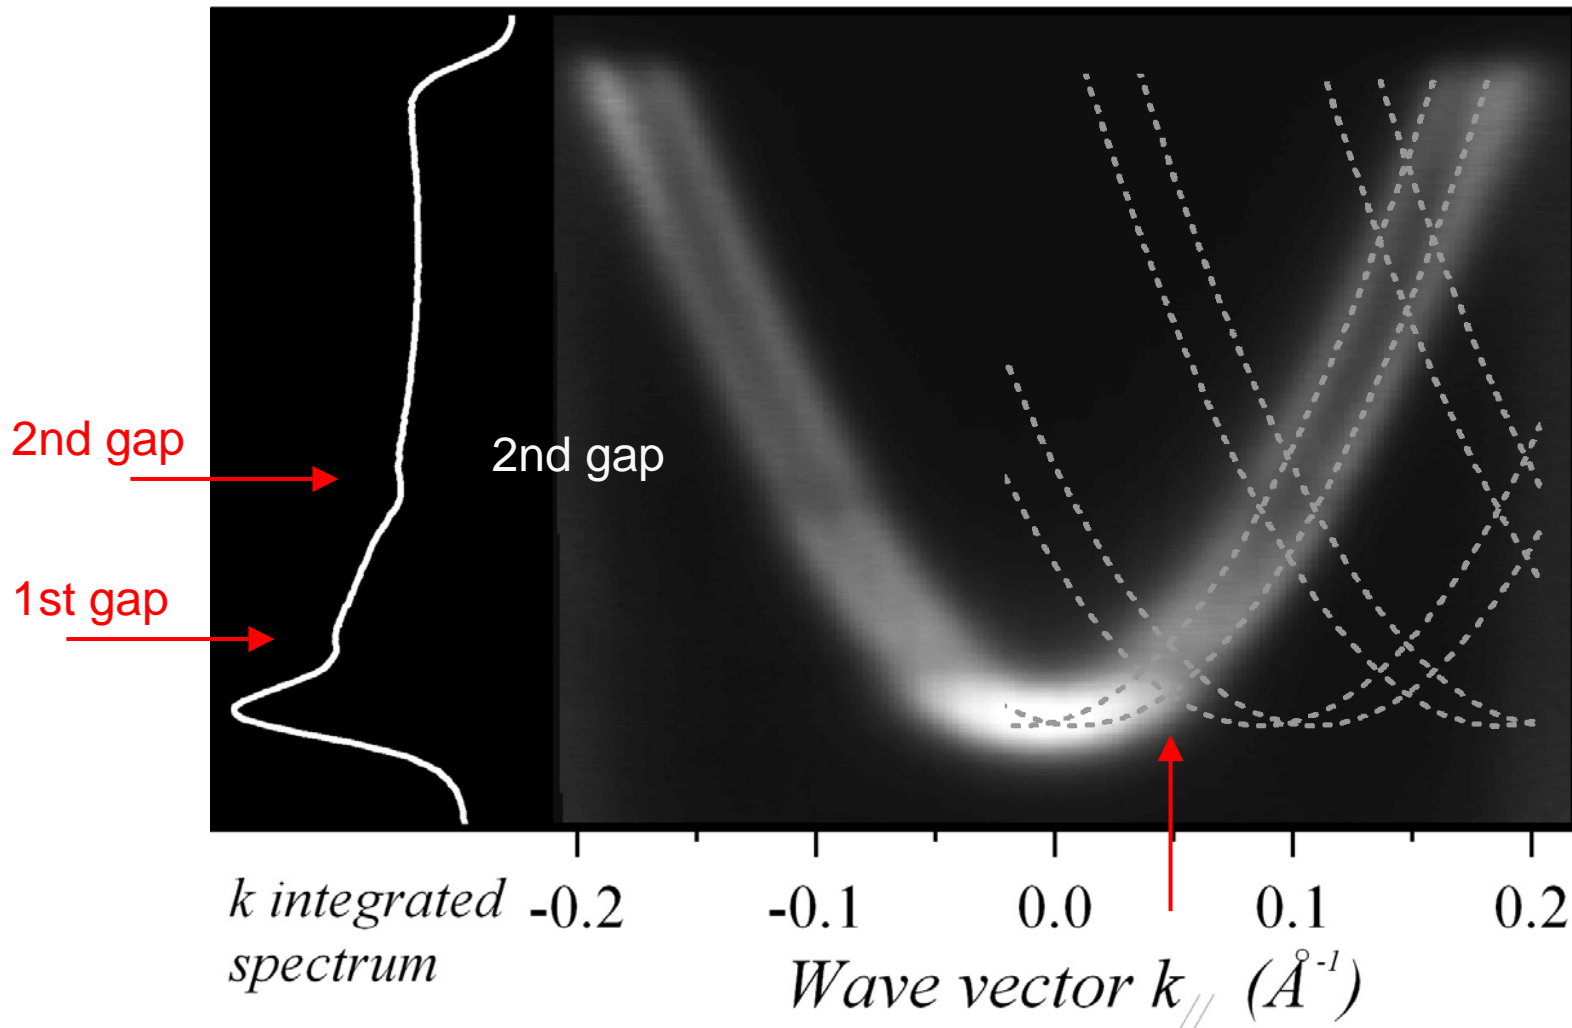 2nd gap
2nd gap
1st gap
k integrated
spectrum
-0.2 -0.1 0.0 0.1 0.2
Wave vector k// (Å-1)